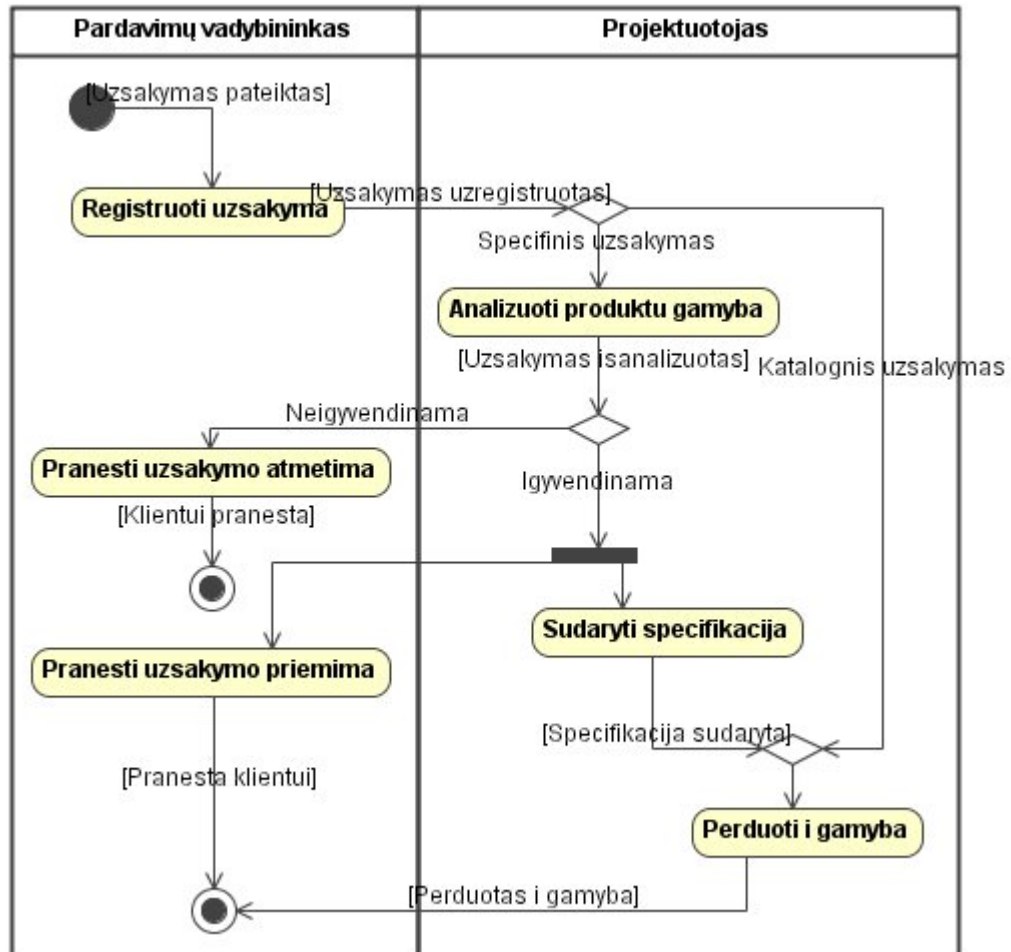 Pardavimų vadybininkas
Projektuotojas
[Uzsakymas pateiktas]
Registruoti uzsakyma
[Uzsakymas uzregistruotas]
Specifinis uzsakymas
Analizuoti produktu gamyba
[Uzsakymas isanalizuotas]
Katalognis uzsakymas
Neigyvendinama
Pranesti uzsakymo atmetima
Igyvendinama
[Klientui pranesta]
Sudaryti specifikacija
Pranesti uzsakymo priemima
[Specifikacija sudaryta]
[Pranesta klientui]
Perduoti i gamyba
[Perduotas i gamyba]